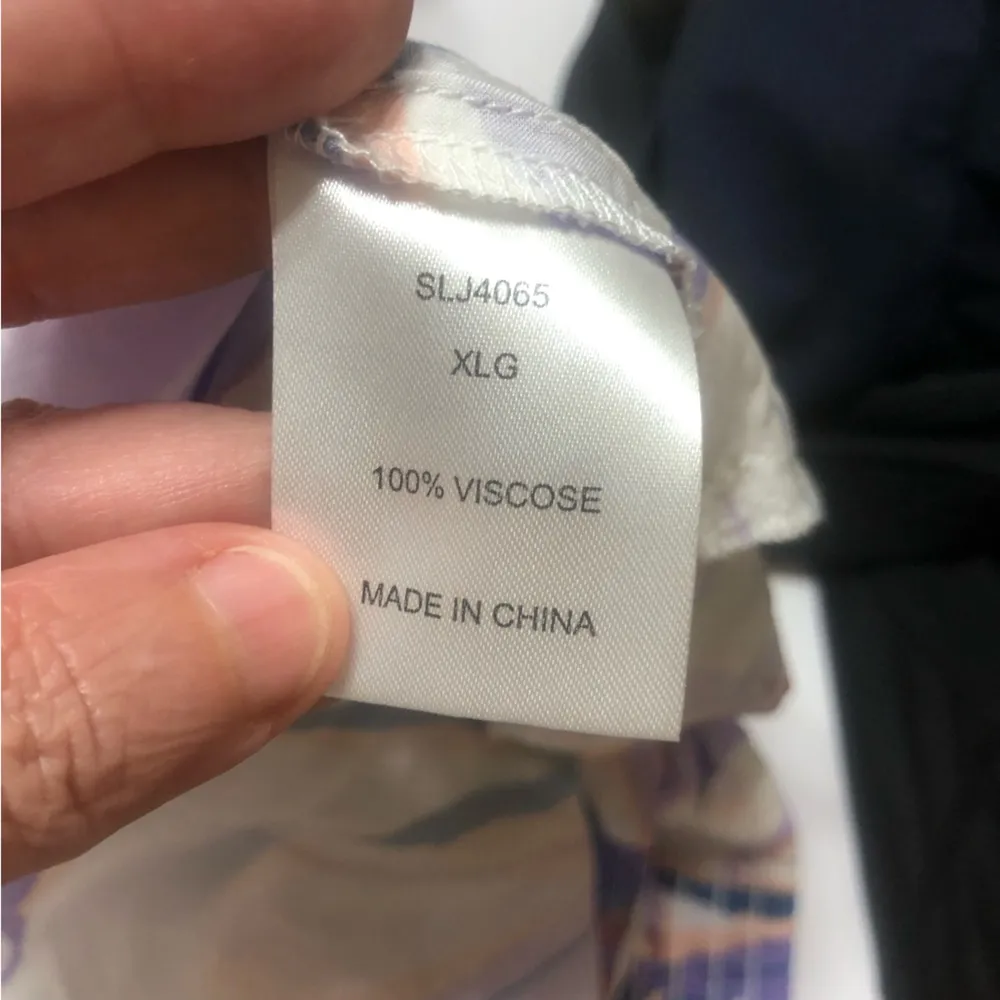 SLJ4065
XLG
100% VISCOSE
MADE IN CHINA